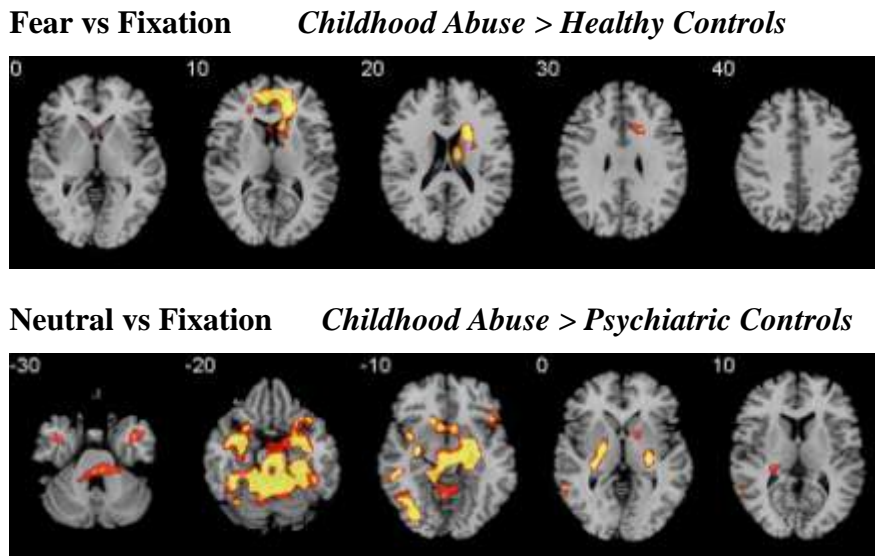 Fear vs Fixation Childhood Abuse > Healthy Controls
0 10 20 30 40
Neutral vs Fixation Childhood Abuse > Psychiatric Controls
-30 -20 -10 0 10